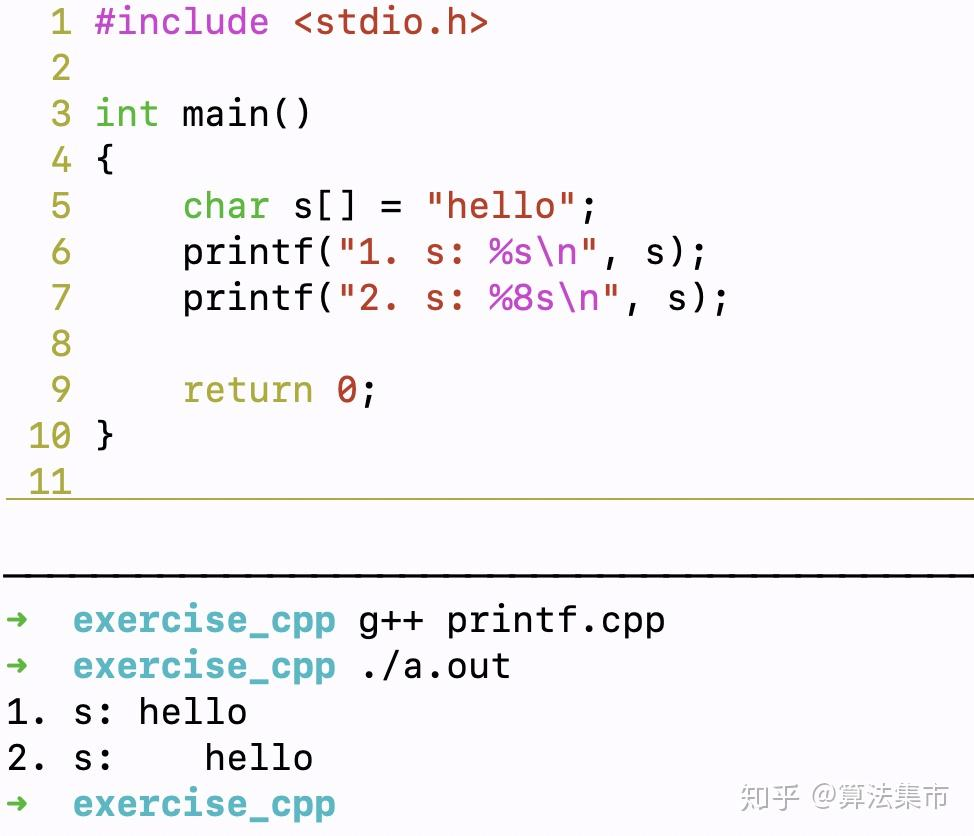 1 #include <stdio.h>
2
3 int main()
4 {
5     char s[] = "hello";
6     printf("1. s: %s\n", s);
7     printf("2. s: %8s\n", s);
8
9     return 0;
10 }
11
➜  exercise_cpp g++ printf.cpp
➜  exercise_cpp ./a.out
1. s: hello
2. s:    hello
➜  exercise_cpp
知乎 @算法集市